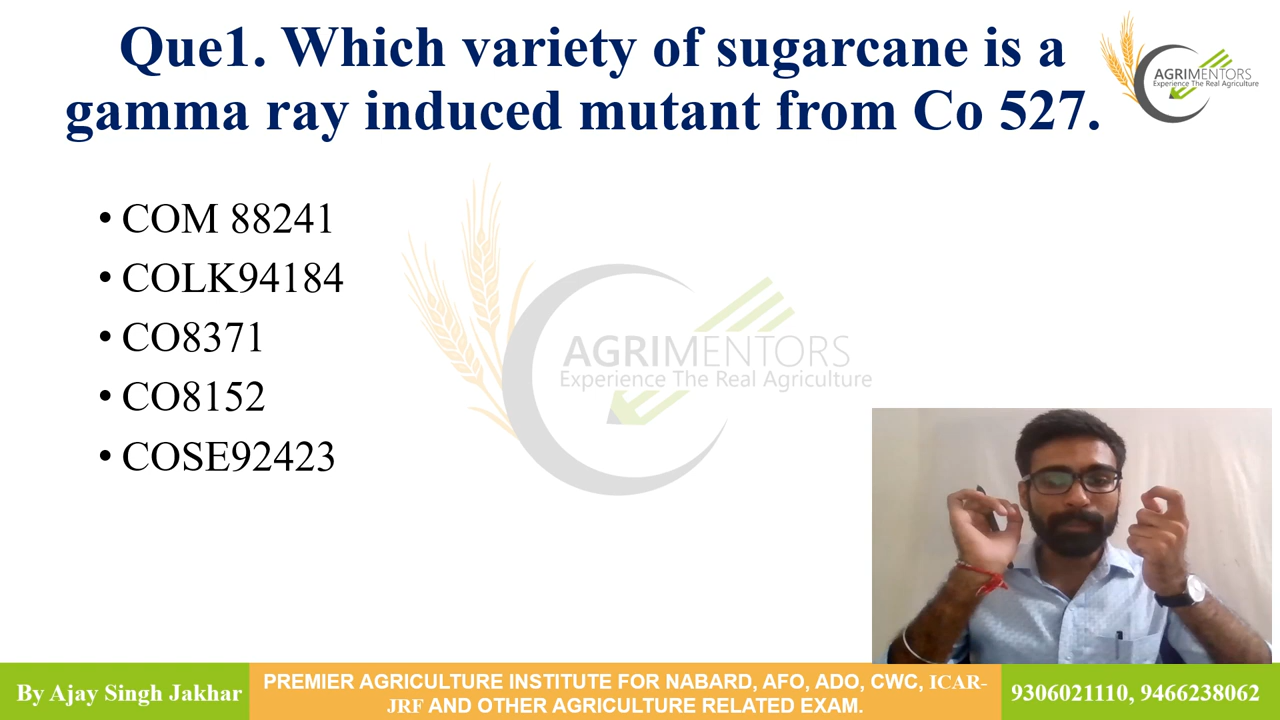 Que1. Which variety of sugarcane is a
gamma ray induced mutant from Co 527.
AGRIMENTORS
Experience The Real Agriculture
• COM 88241
• COLK94184
• CO8371
• CO8152
• COSE92423
AGRIMENTORS
Experience The Real Agriculture
By Ajay Singh Jakhar
PREMIER AGRICULTURE INSTITUTE FOR NABARD, AFO, ADO, CWC, ICAR-
JRF AND OTHER AGRICULTURE RELATED EXAM.
9306021110, 9466238062